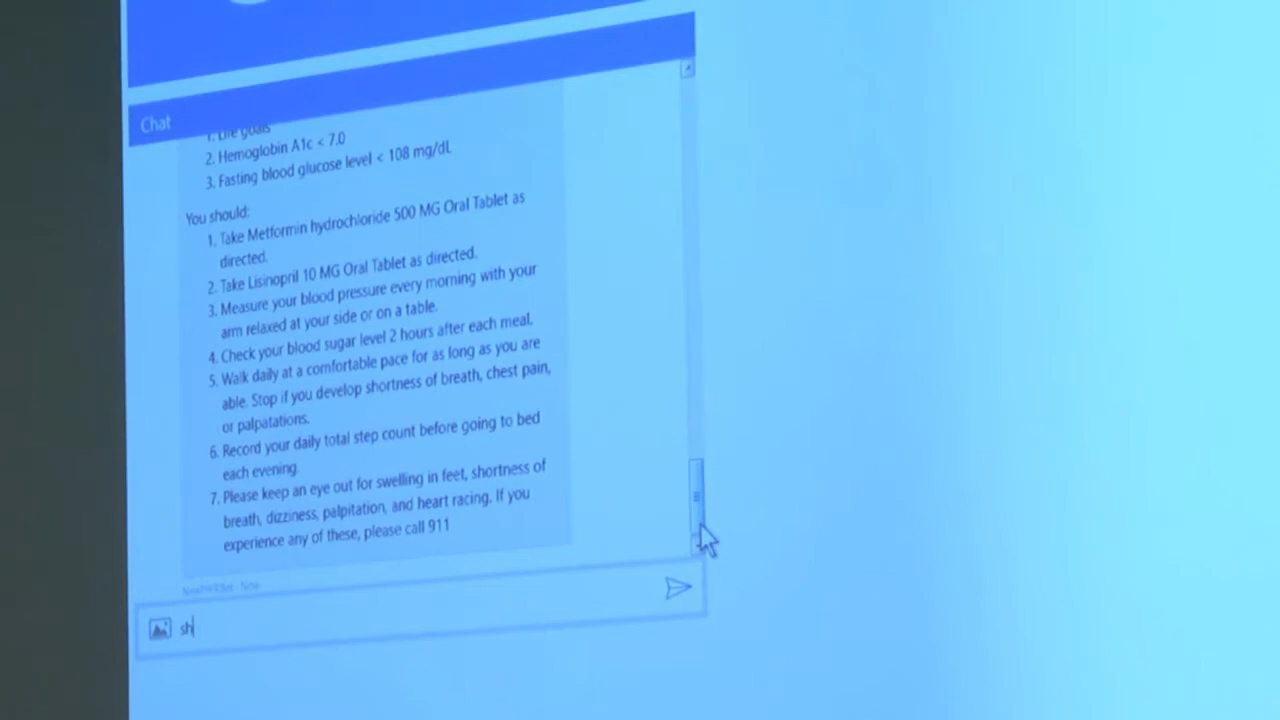 Chat
1. Life goals
2. Hemoglobin A1c < 7.0
3. Fasting blood glucose level < 108 mg/dL
You should:
1. Take Metformin hydrochloride 500 MG Oral Tablet as
directed.
2. Take Lisinopril 10 MG Oral Tablet as directed.
3. Measure your blood pressure every morning with your
arm relaxed at your side or on a table.
4. Check your blood sugar level 2 hours after each meal.
5. Walk daily at a comfortable pace for as long as you are
able. Stop if you develop shortness of breath, chest pain,
or palpatations.
6. Record your daily total step count before going to bed
each evening.
7. Please keep an eye out for swelling in feet, shortness of
breath, dizziness, palpitation, and heart racing. If you
experience any of these, please call 911
Now
sh